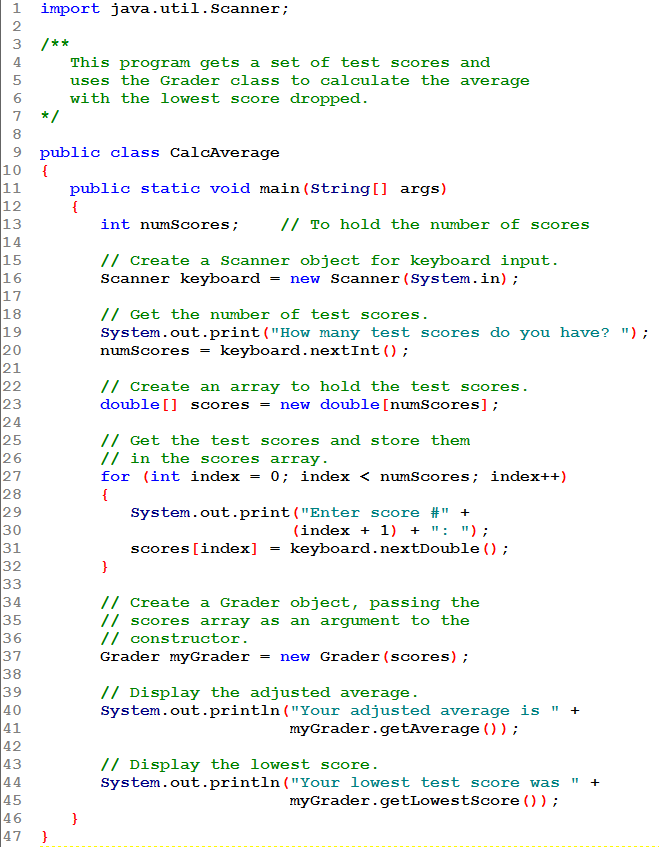 1 import java.util.Scanner;
2
3 /**
4 This program gets a set of test scores and
5 uses the Grader class to calculate the average
6 with the lowest score dropped.
7 */
8
9 public class CalcAverage
10 {
11 public static void main(String[] args)
12 {
13 int numScores; // To hold the number of scores
14
15 // Create a Scanner object for keyboard input.
16 Scanner keyboard = new Scanner(System.in);
17
18 // Get the number of test scores.
19 System.out.print("How many test scores do you have? ");
20 numScores = keyboard.nextInt();
21
22 // Create an array to hold the test scores.
23 double[] scores = new double[numScores];
24
25 // Get the test scores and store them
26 // in the scores array.
27 for (int index = 0; index < numScores; index++)
28 {
29 System.out.print("Enter score #" +
30 (index + 1) + ": ");
31 scores[index] = keyboard.nextDouble();
32 }
33
34 // Create a Grader object, passing the
35 // scores array as an argument to the
36 // constructor.
37 Grader myGrader = new Grader(scores);
38
39 // Display the adjusted average.
40 System.out.println("Your adjusted average is " +
41 myGrader.getAverage());
42
43 // Display the lowest score.
44 System.out.println("Your lowest test score was " +
45 myGrader.getLowestScore());
46 }
47 }